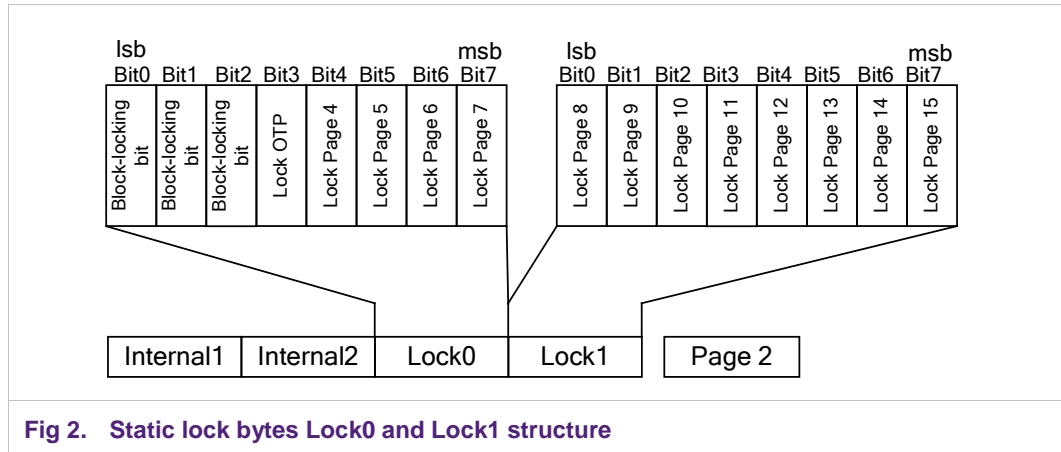 lsb msb lsb msb
Bit0 Bit1 Bit2 Bit3 Bit4 Bit5 Bit6 Bit7 Bit0 Bit1 Bit2 Bit3 Bit4 Bit5 Bit6 Bit7
Block-locking
bit
Block-locking
bit
Block-locking
bit
Lock OTP
Lock Page 4
Lock Page 5
Lock Page 6
Lock Page 7
Lock Page 8
Lock Page 9
Lock Page 10
Lock Page 11
Lock Page 12
Lock Page 13
Lock Page 14
Lock Page 15
Internal1 Internal2 Lock0 Lock1 Page 2
Fig 2. Static lock bytes Lock0 and Lock1 structure